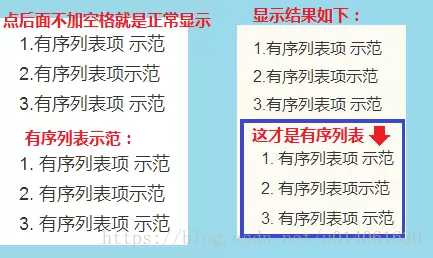 点后面不加空格就是正常显示
1.有序列表项 示范
2.有序列表项示范
3.有序列表项 示范
有序列表示范：
1. 有序列表项 示范
2. 有序列表项示范
3. 有序列表项 示范
显示结果如下：
1.有序列表项 示范
2.有序列表项示范
3.有序列表项 示范
这才是有序列表
1. 有序列表项 示范
2. 有序列表项示范
3. 有序列表项 示范